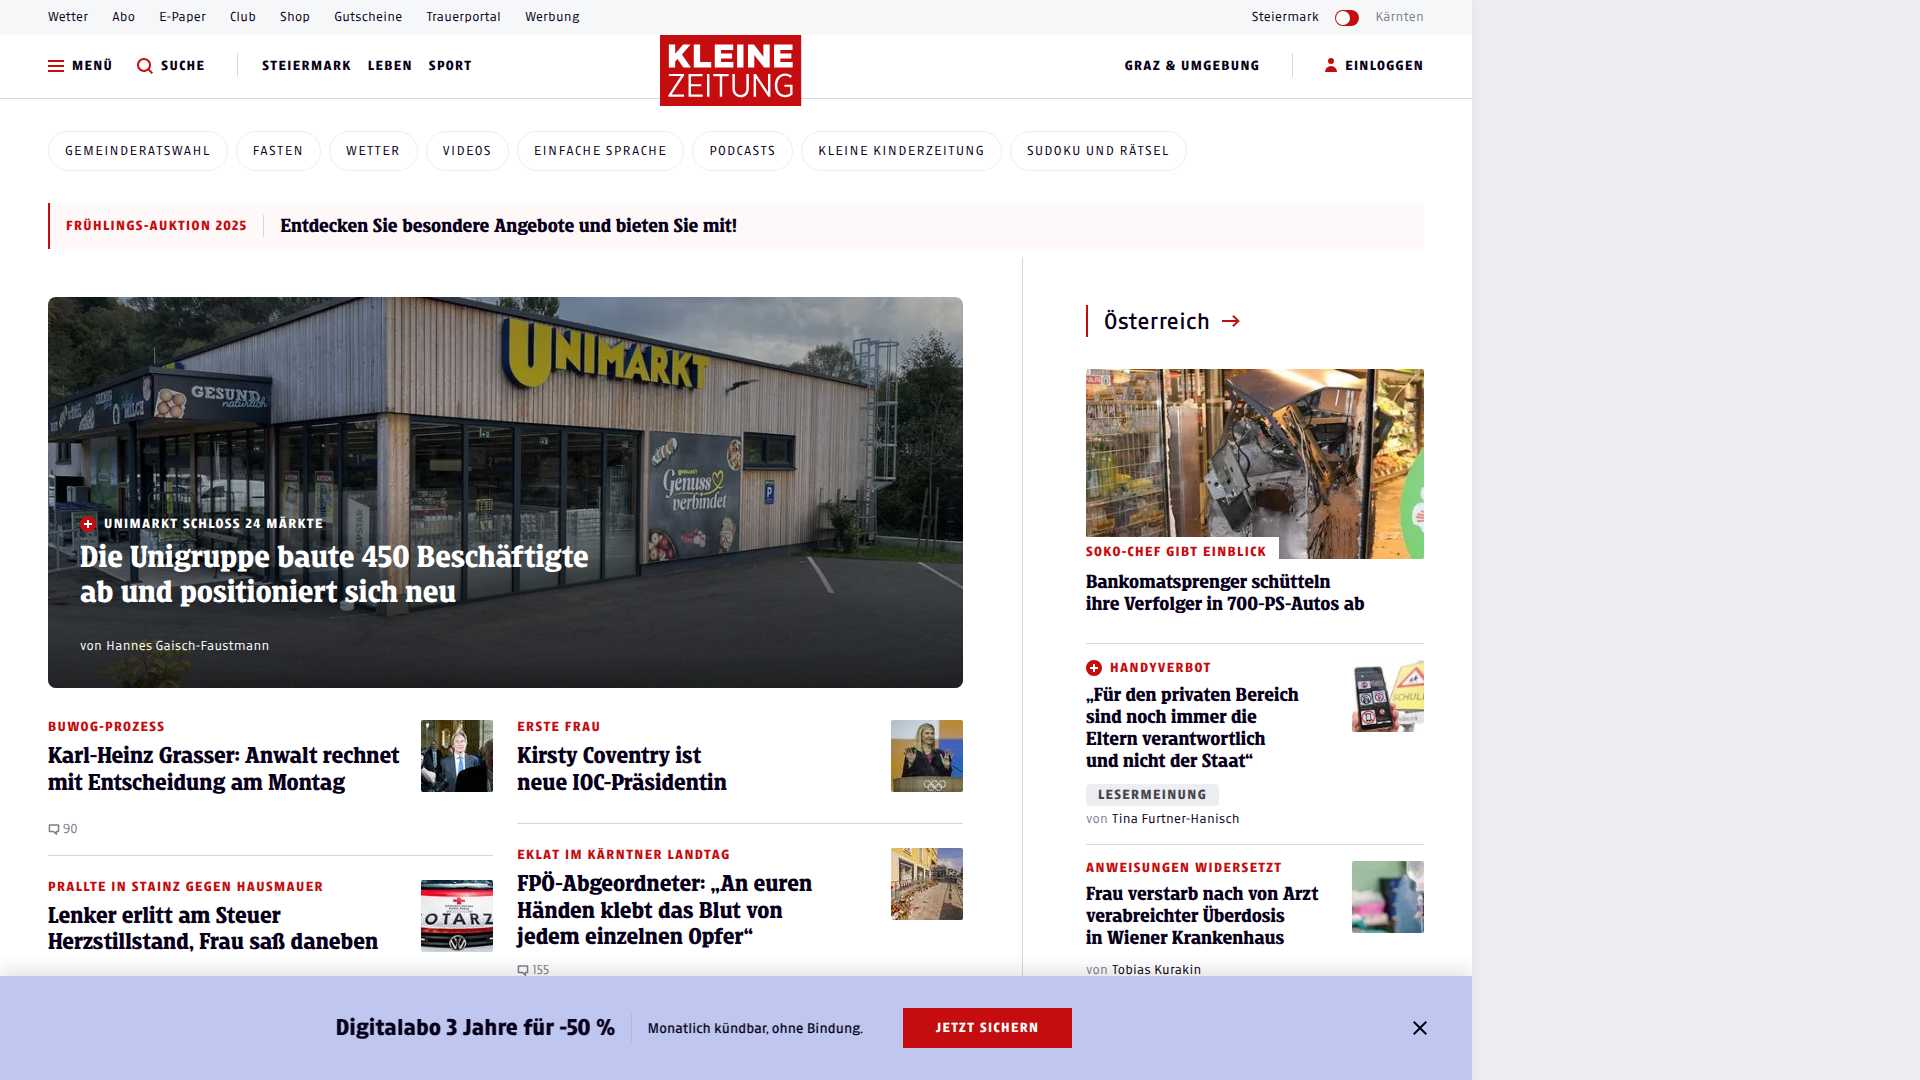 Wetter Abo E-Paper Club Shop Gutscheine Trauerportal Werbung Steiermark Kärnten
MENÜ SUCHE STEIERMARK LEBEN SPORT KLEINE ZEITUNG GRAZ & UMGEBUNG EINLOGGEN
GEMEINDERATSWAHL FASTEN WETTER VIDEOS EINFACHE SPRACHE PODCASTS KLEINE KINDERZEITUNG SUDOKU UND RÄTSEL
FRÜHLINGS-AUKTION 2025 Entdecken Sie besondere Angebote und bieten Sie mit!
UNIMARKT
GESUND
natürlich
MILCH
Genuss
verbindet
P
UNIMARKT SCHLOSS 24 MÄRKTE
Die Unigruppe baute 450 Beschäftigte
ab und positioniert sich neu
von Hannes Gaisch-Faustmann
BUWOG-PROZESS
Karl-Heinz Grasser: Anwalt rechnet
mit Entscheidung am Montag
90
PRALLTE IN STAINZ GEGEN HAUSMAUER
Lenker erlitt am Steuer
Herzstillstand, Frau saß daneben
OTARZ
ERSTE FRAU
Kirsty Coventry ist
neue IOC-Präsidentin
EKLAT IM KÄRNTNER LANDTAG
FPÖ-Abgeordneter: „An euren
Händen klebt das Blut von
jedem einzelnen Opfer“
155
Österreich
SOKO-CHEF GIBT EINBLICK
Bankomatsprenger schütteln
ihre Verfolger in 700-PS-Autos ab
HANDYVERBOT
„Für den privaten Bereich
sind noch immer die
Eltern verantwortlich
und nicht der Staat“
SCHULE
LESERMEINUNG
von Tina Furtner-Hanisch
ANWEISUNGEN WIDERSETZT
Frau verstarb nach von Arzt
verabreichter Überdosis
in Wiener Krankenhaus
von Tobias Kurakin
Digitalabo 3 Jahre für -50 % Monatlich kündbar, ohne Bindung. JETZT SICHERN